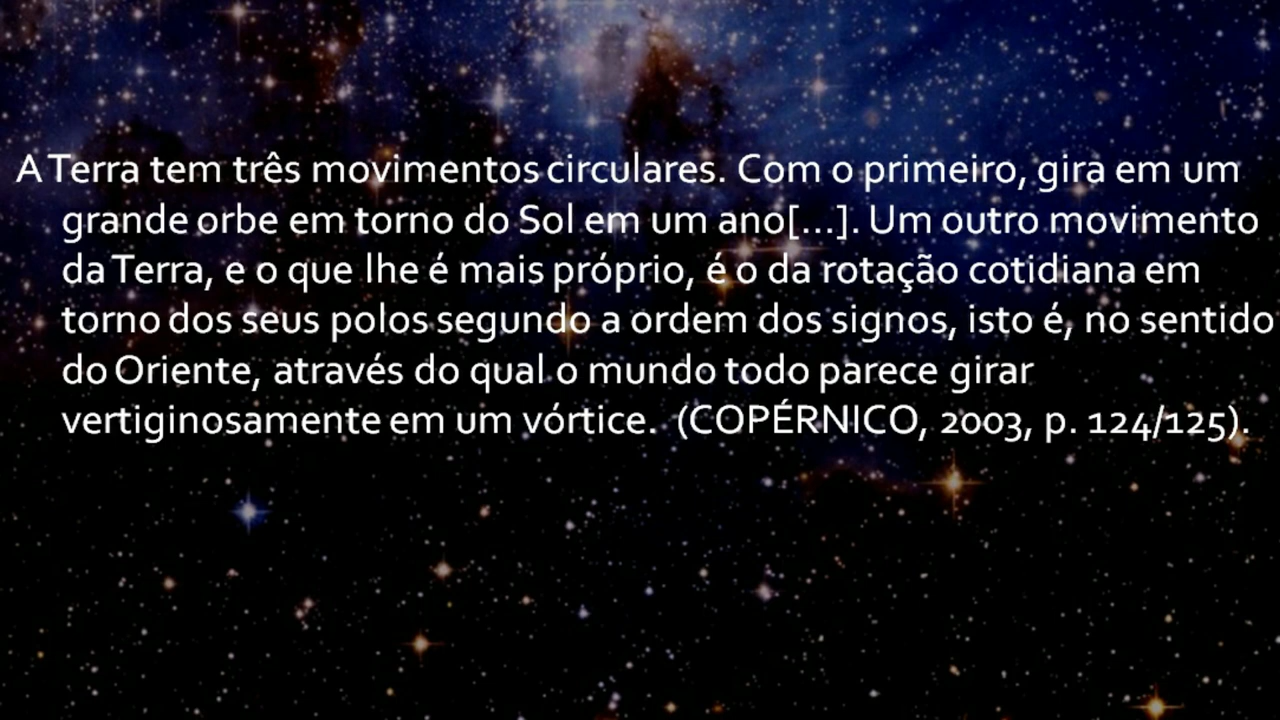 A Terra tem três movimentos circulares. Com o primeiro, gira em um
grande orbe em torno do Sol em um ano[...]. Um outro movimento
da Terra, e o que lhe é mais próprio, é o da rotação cotidiana em
torno dos seus polos segundo a ordem dos signos, isto é, no sentido
do Oriente, através do qual o mundo todo parece girar
vertiginosamente em um vórtice. (COPÉRNICO, 2003, p. 124/125).